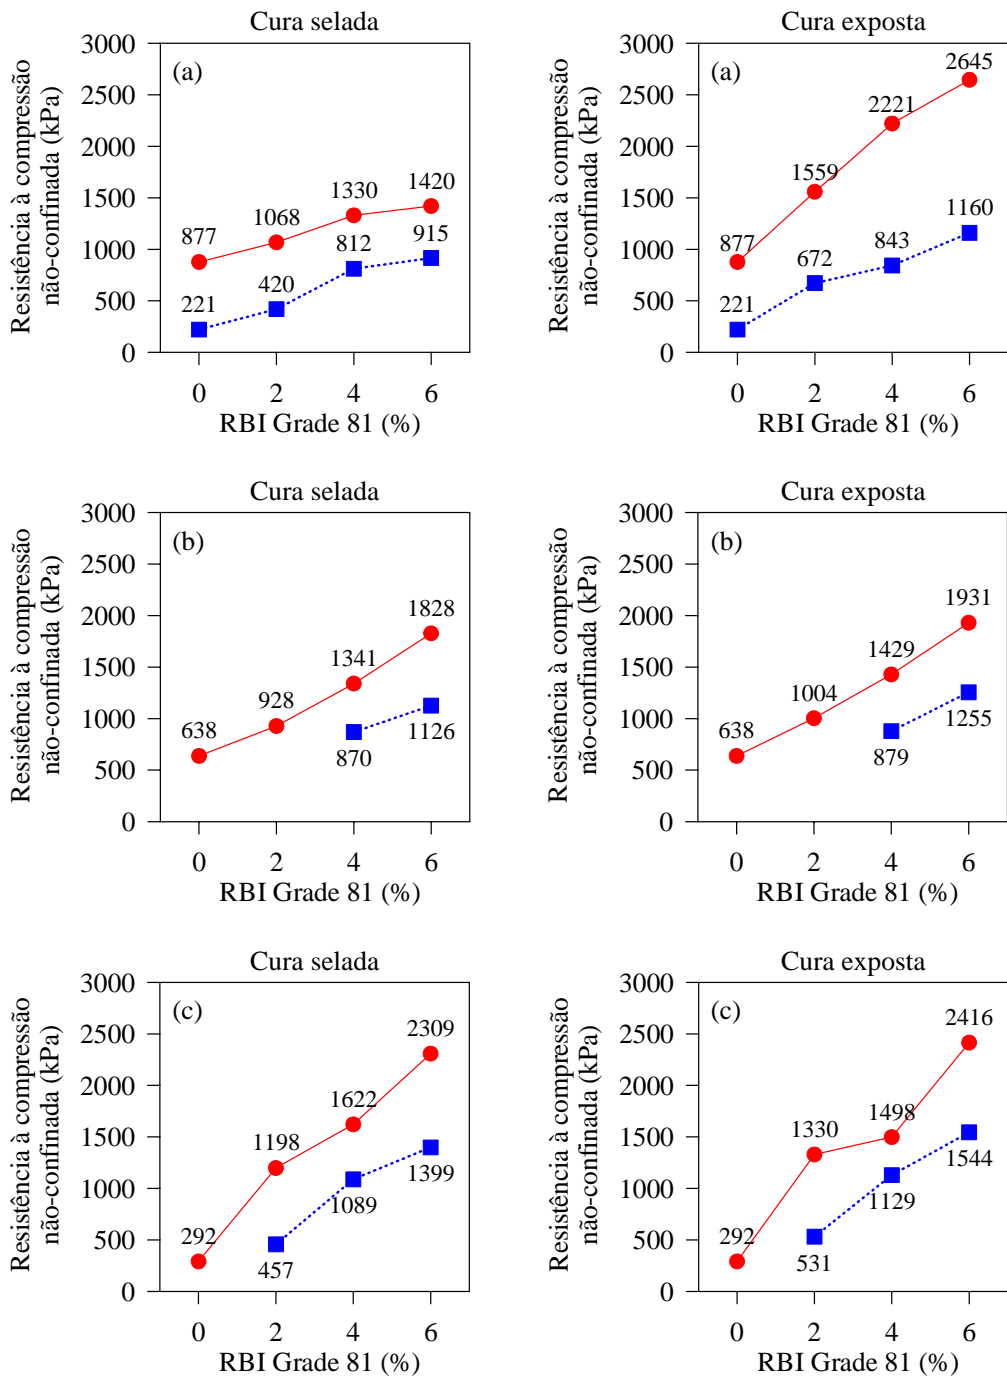 Cura selada
Resistência à compressão
não-confinada (kPa)
3000
2500
2000
1500
1000
500
0
(a)
877
1068
1330
1420
221
420
812
915
0 2 4 6
RBI Grade 81 (%)
Cura exposta
Resistência à compressão
não-confinada (kPa)
3000
2500
2000
1500
1000
500
0
(a)
877
1559
2221
2645
221
672
843
1160
0 2 4 6
RBI Grade 81 (%)
Cura selada
Resistência à compressão
não-confinada (kPa)
3000
2500
2000
1500
1000
500
0
(b)
638
928
1341
1828
870
1126
0 2 4 6
RBI Grade 81 (%)
Cura exposta
Resistência à compressão
não-confinada (kPa)
3000
2500
2000
1500
1000
500
0
(b)
638
1004
1429
1931
879
1255
0 2 4 6
RBI Grade 81 (%)
Cura selada
Resistência à compressão
não-confinada (kPa)
3000
2500
2000
1500
1000
500
0
(c)
292
1198
1622
2309
457
1089
1399
0 2 4 6
RBI Grade 81 (%)
Cura exposta
Resistência à compressão
não-confinada (kPa)
3000
2500
2000
1500
1000
500
0
(c)
292
1330
1498
2416
531
1129
1544
0 2 4 6
RBI Grade 81 (%)